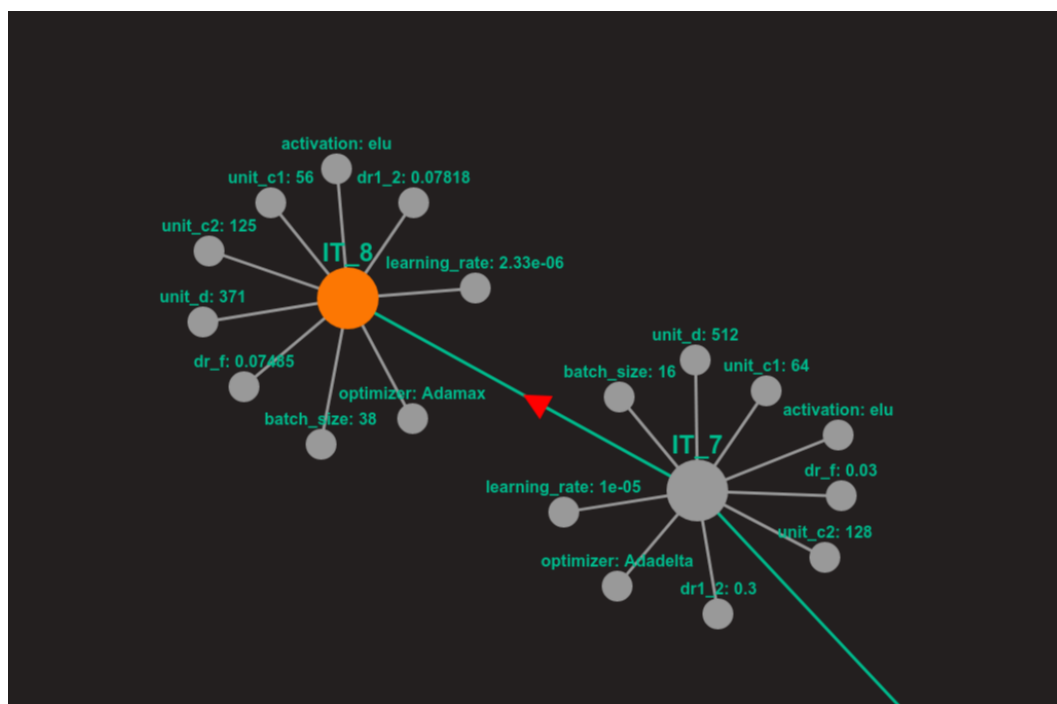 activation: elu
unit_c1: 56
dr1_2: 0.07818
unit_c2: 125
IT_8
learning_rate: 2.33e-06
unit_d: 371
dr_f: 0.07485
optimizer: Adamax
batch_size: 38
unit_d: 512
batch_size: 16
unit_c1: 64
activation: elu
IT_7
dr_f: 0.03
learning_rate: 1e-05
unit_c2: 128
optimizer: Adadelta
dr1_2: 0.3